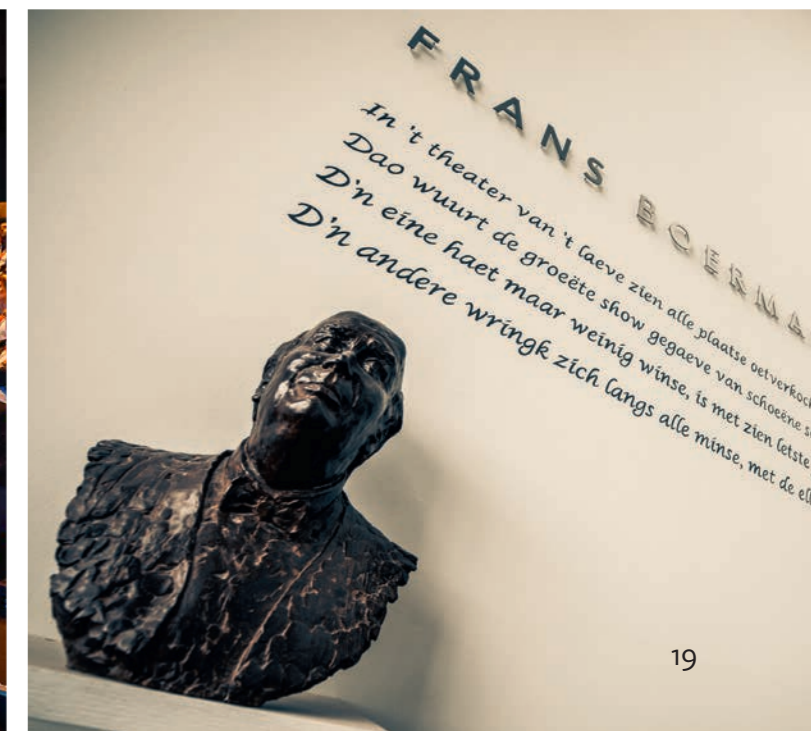 FRANS BOERMA
In 't theater van 't laeve zien alle plaatse oetverkoch
Dao wuurt de groeëte show gegaeve van schoeëne
D'n eine haet maar weinig winse, is met zien letste
D'n andere wringk zich langs alle minse, met de
19